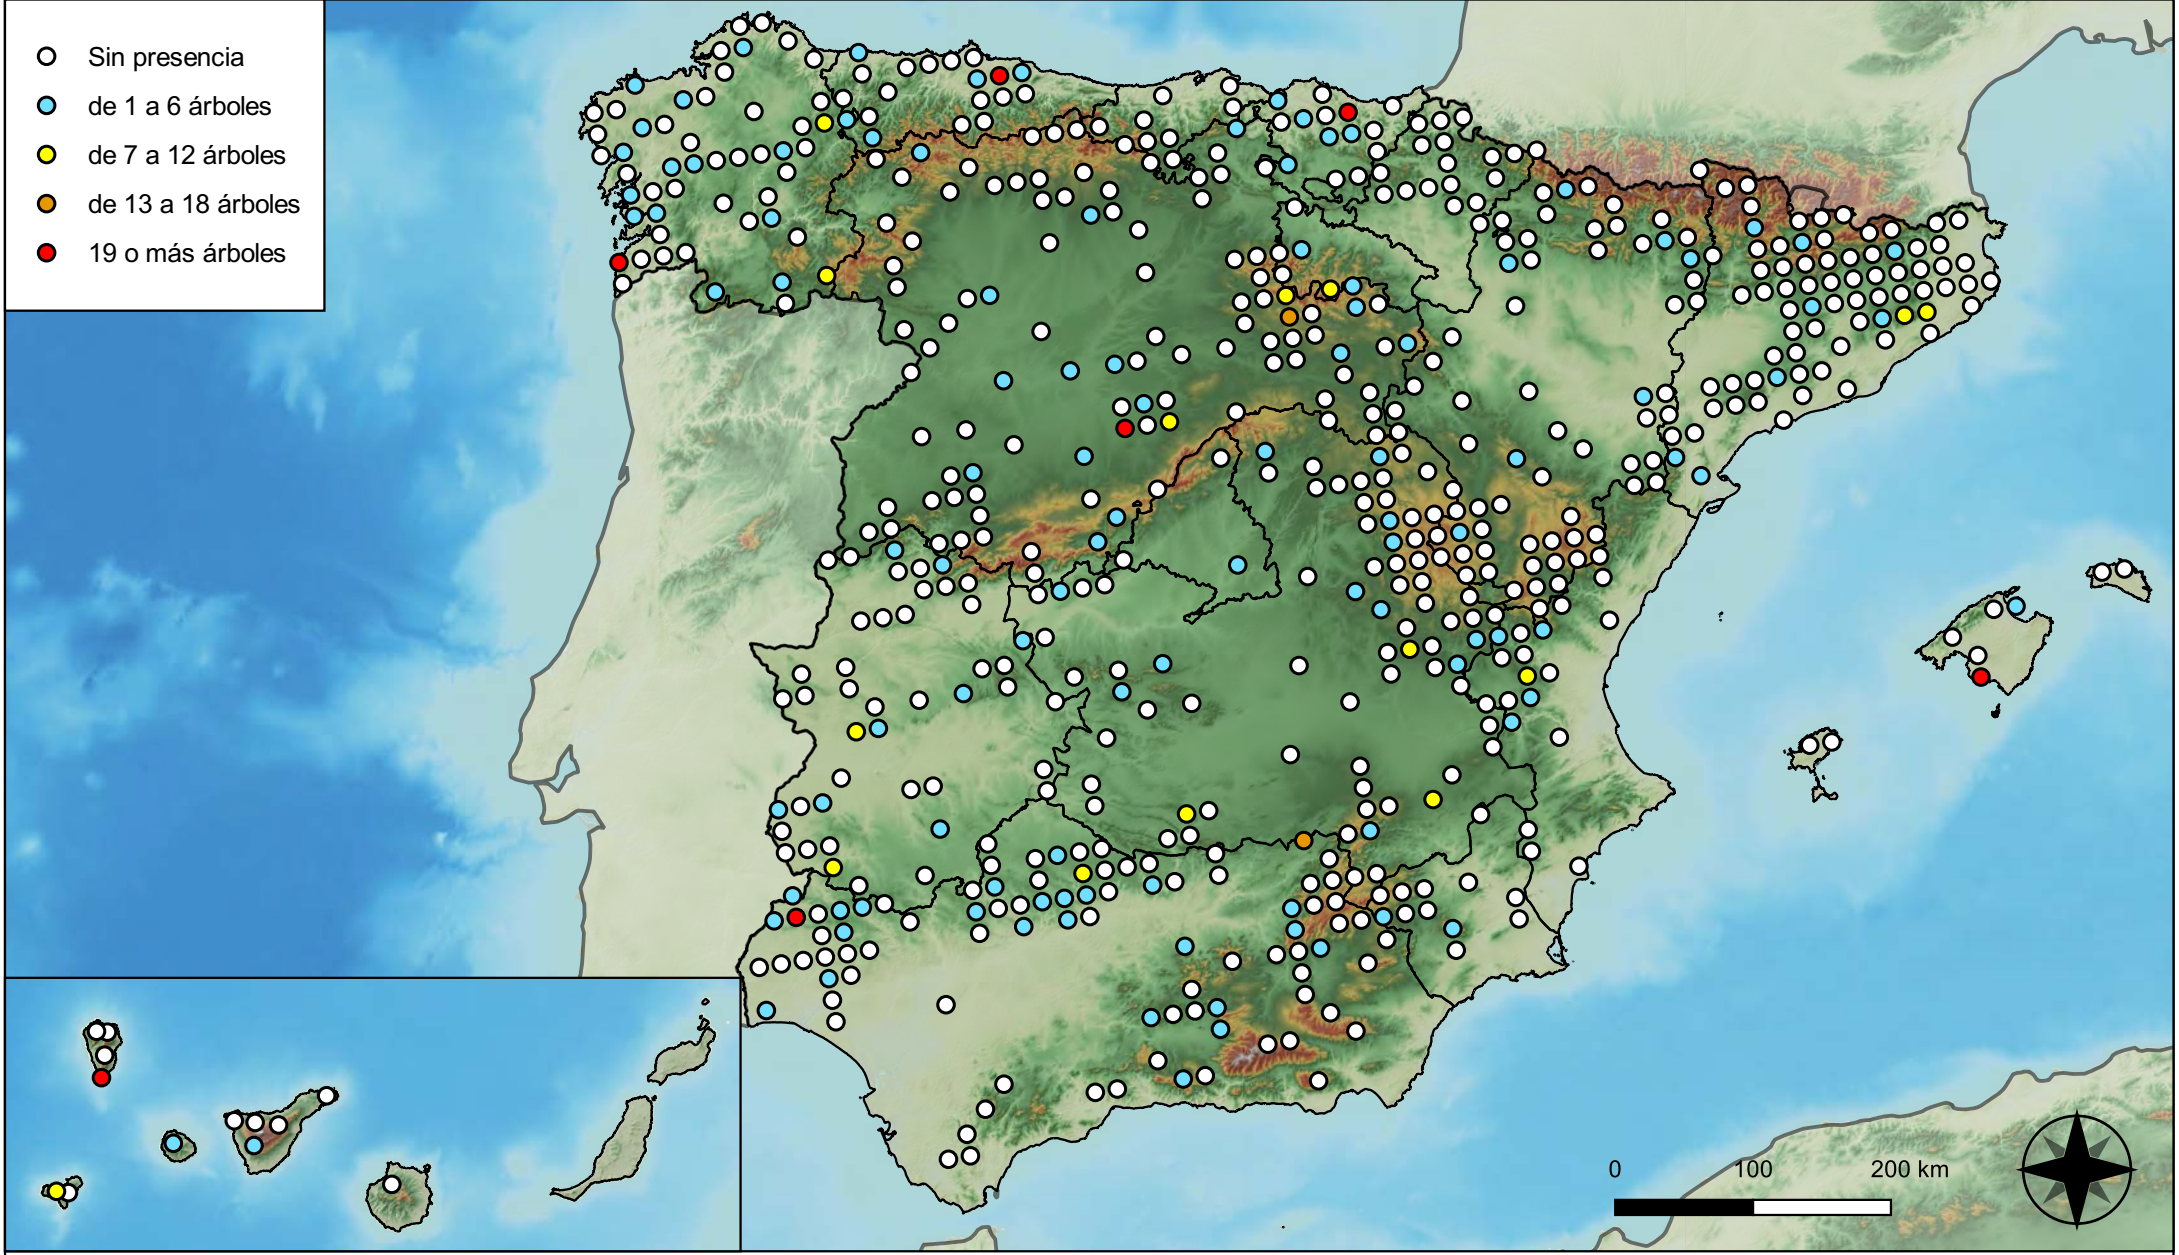 Sin presencia
de 1 a 6 árboles
de 7 a 12 árboles
de 13 a 18 árboles
19 o más árboles
0 100 200 km